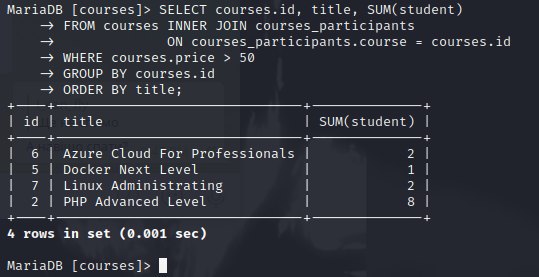 MariaDB [courses]> SELECT courses.id, title, SUM(student)
    → FROM courses INNER JOIN courses_participants
    →              ON courses_participants.course = courses.id
    → WHERE courses.price > 50
    → GROUP BY courses.id
    → ORDER BY title;
+----+-------------------------------+--------------+
| id | title                         | SUM(student) |
+----+-------------------------------+--------------+
|  6 | Azure Cloud For Professionals |            2 |
|  5 | Docker Next Level             |            1 |
|  7 | Linux Administrating          |            2 |
|  2 | PHP Advanced Level            |            8 |
+----+-------------------------------+--------------+
4 rows in set (0.001 sec)
MariaDB [courses]>